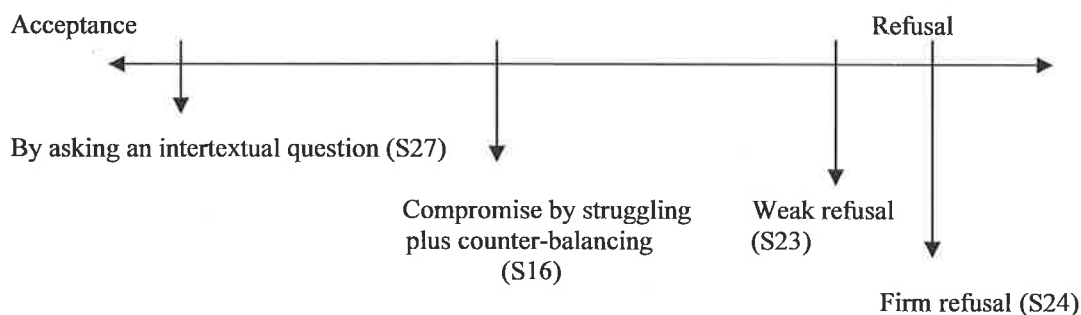 Acceptance Refusal
By asking an intertextual question (S27)
Compromise by struggling
plus counter-balancing
(S16)
Weak refusal
(S23)
Firm refusal (S24)